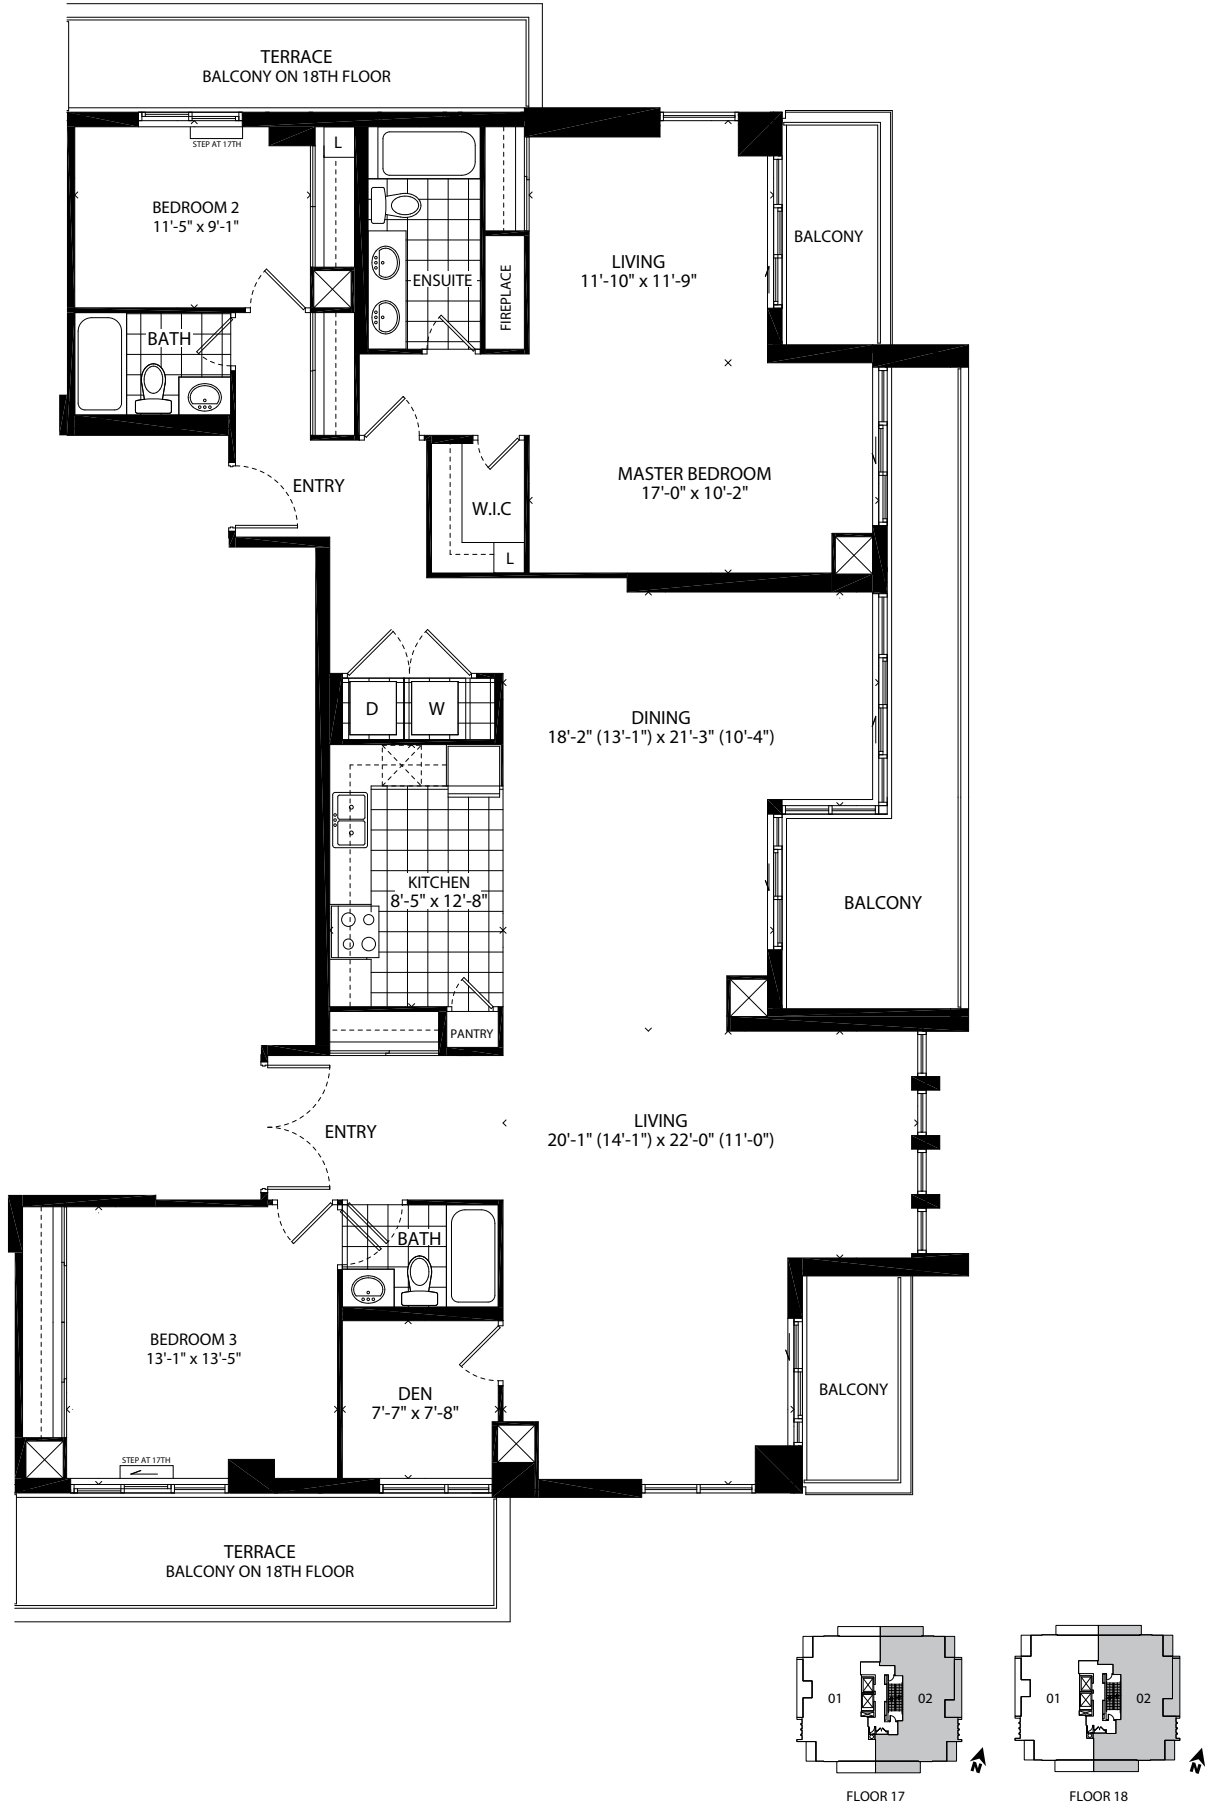 TERRACE
BALCONY ON 18TH FLOOR
STEP AT 17TH
L
BEDROOM 2
11'-5" x 9'-1"
BALCONY
LIVING
11'-10" x 11'-9"
ENSUITE
FIREPLACE
BATH
MASTER BEDROOM
17'-0" x 10'-2"
ENTRY
W.I.C
L
D
W
DINING
18'-2" (13'-1") x 21'-3" (10'-4")
KITCHEN
8'-5" x 12'-8"
BALCONY
PANTRY
ENTRY
LIVING
20'-1" (14'-1") x 22'-0" (11'-0")
BATH
BEDROOM 3
13'-1" x 13'-5"
DEN
7'-7" x 7'-8"
BALCONY
STEP AT 17TH
TERRACE
BALCONY ON 18TH FLOOR
01
02
N
FLOOR 17
01
02
N
FLOOR 18